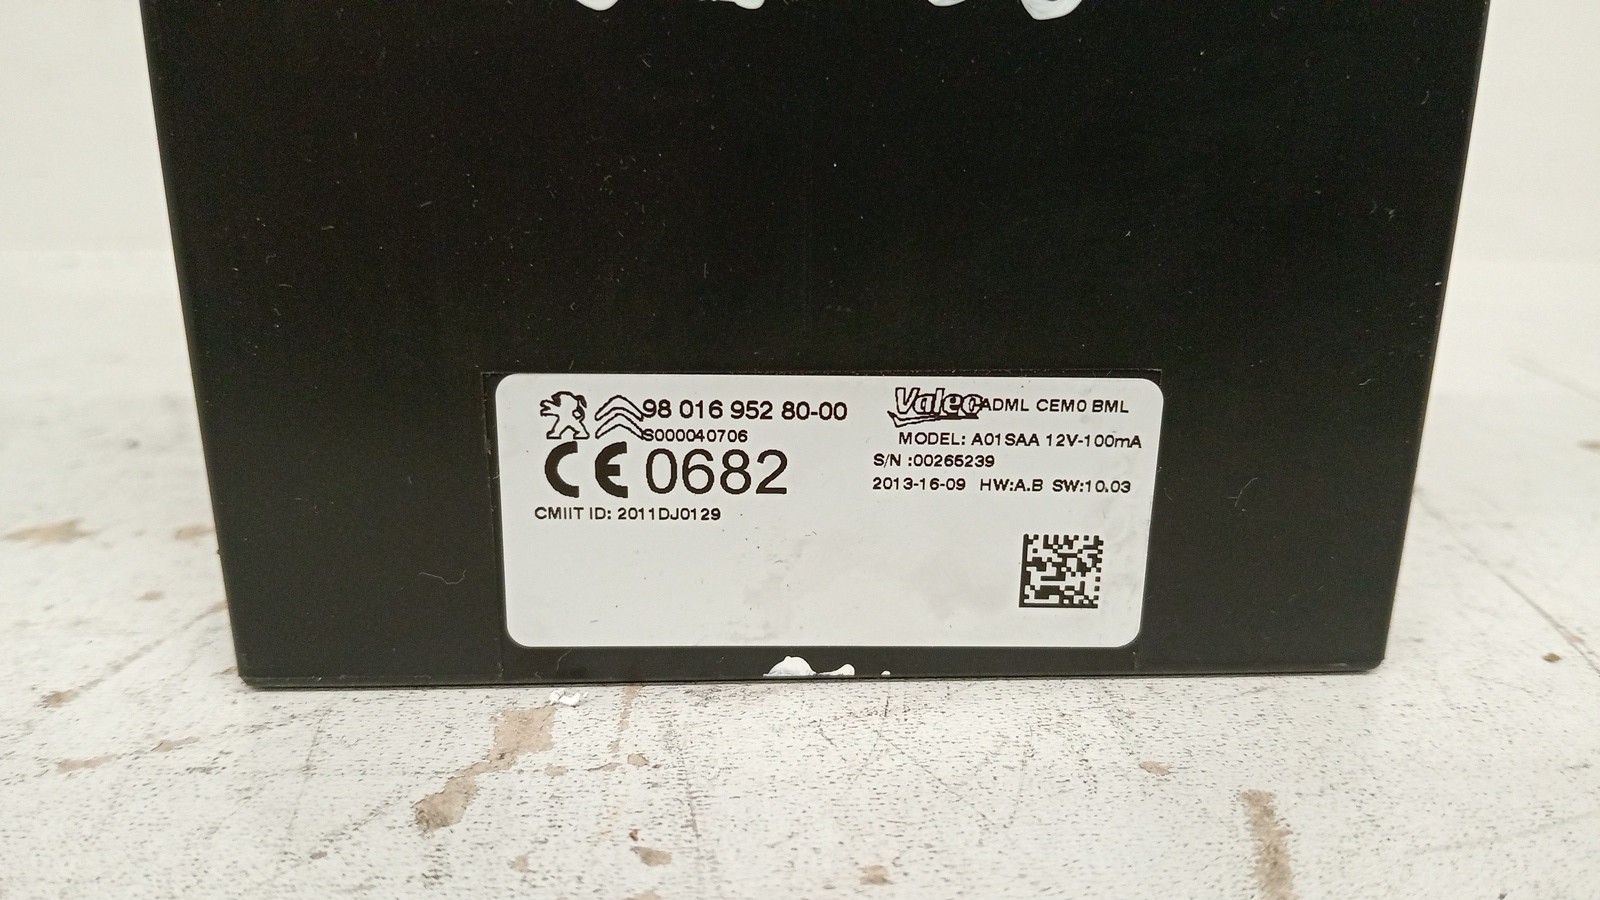 98 016 952 80-00
S000040706
CE 0682
CMIIT ID: 2011DJ0129
Valeo ADML CEM0 BML
MODEL: A01SAA 12V-100mA
S/N :00265239
2013-16-09 HW:A.B SW:10.03